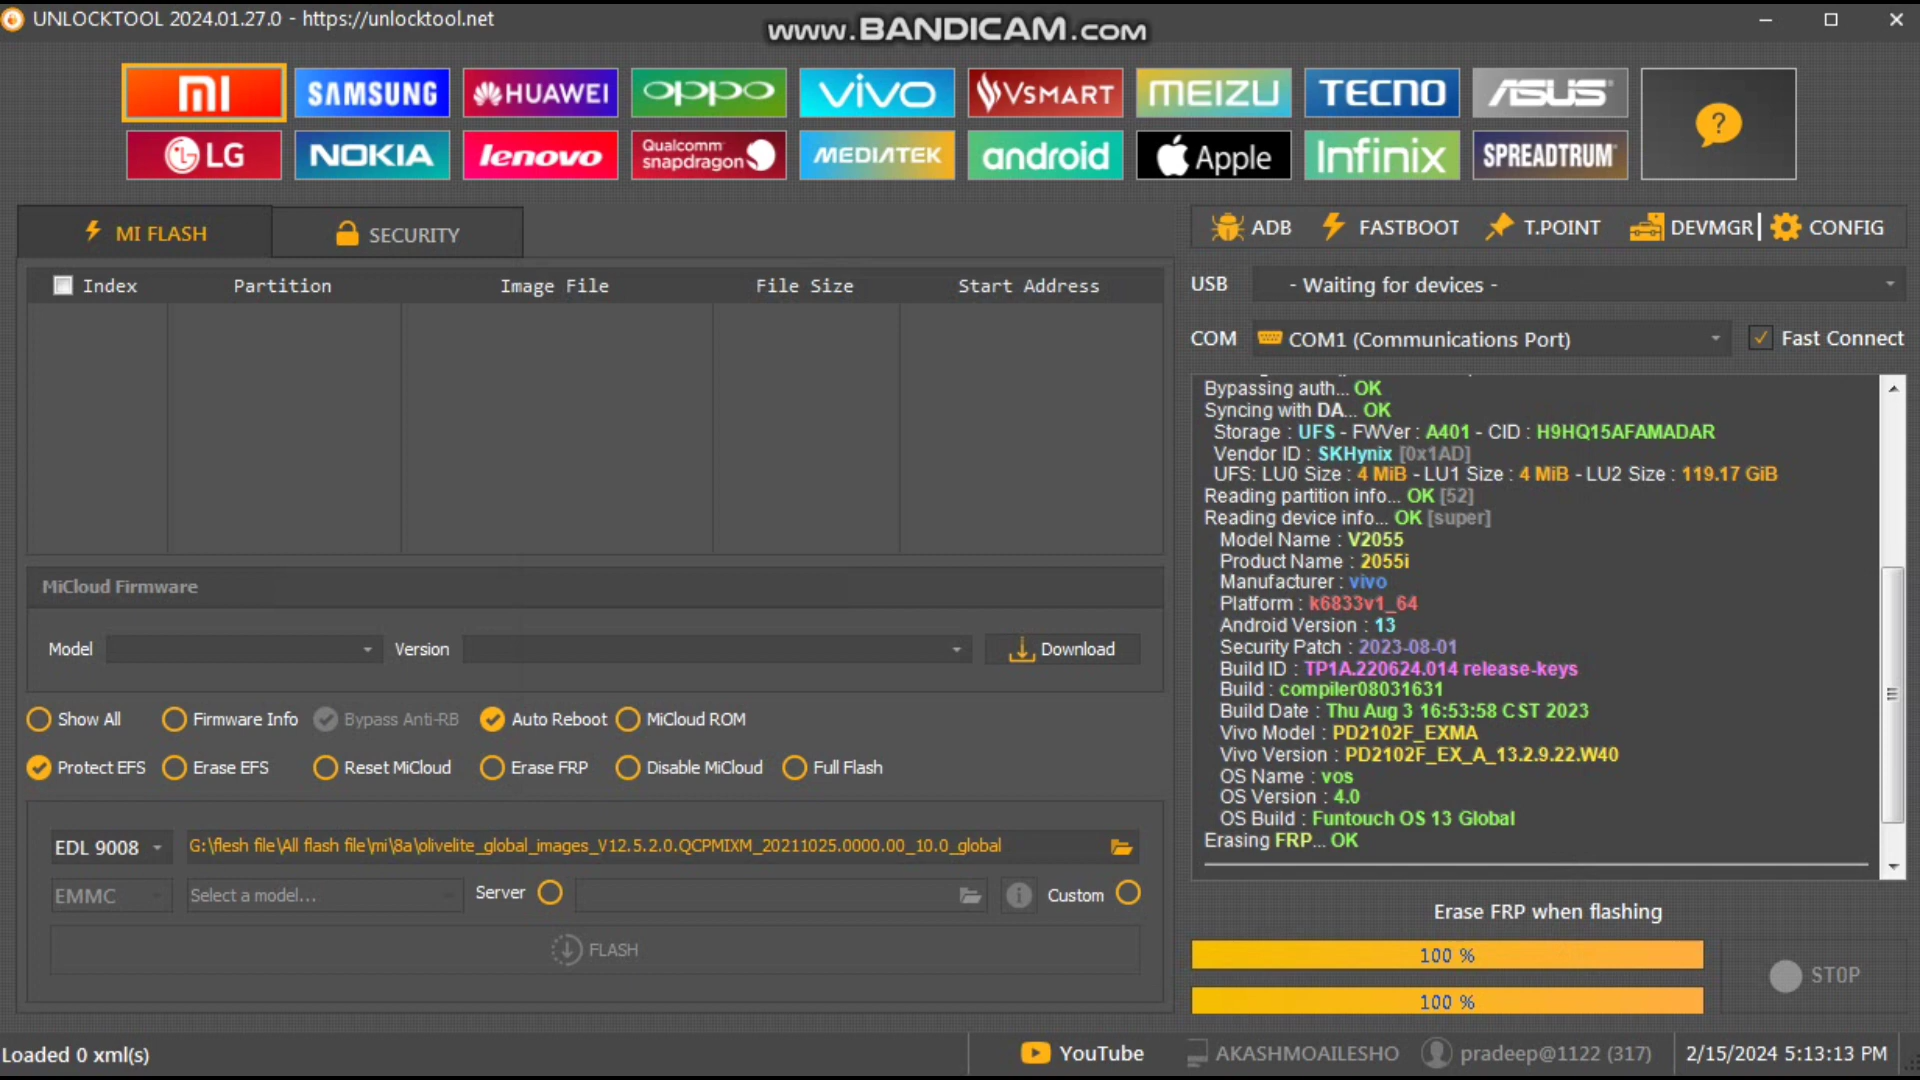 UNLOCKTOOL 2024.01.27.0 - https://unlocktool.net
www.BANDICAM.com
MI
SAMSUNG
HUAWEI
oppo
vivo
VSMART
MEIZU
TECNO
ASUS
?
LG
NOKIA
lenovo
Qualcomm
snapdragon
MEDIATEK
android
Apple
Infinix
SPREADTRUM
MI FLASH
SECURITY
ADB
FASTBOOT
T.POINT
DEVMGR
CONFIG
Index Partition Image File File Size Start Address
USB - Waiting for devices -
COM COM1 (Communications Port) Fast Connect
Bypassing auth... OK
Syncing with DA... OK
Storage : UFS - FWVer : A401 - CID : H9HQ15AFAMADAR
Vendor ID : SKHynix [0x1AD]
UFS: LU0 Size : 4 MiB - LU1 Size : 4 MiB - LU2 Size : 119.17 GiB
Reading partition info... OK [52]
Reading device info... OK [super]
Model Name : V2055
Product Name : 2055i
Manufacturer : vivo
Platform : k6833v1_64
Android Version : 13
Security Patch : 2023-08-01
Build ID : TP1A.220624.014 release-keys
Build : compiler08031631
Build Date : Thu Aug 3 16:53:58 CST 2023
Vivo Model : PD2102F_EXMA
Vivo Version : PD2102F_EX_A_13.2.9.22.W40
OS Name : vos
OS Version : 4.0
OS Build : Funtouch OS 13 Global
Erasing FRP... OK
MiCloud Firmware
Model Version Download
Show All Firmware Info Bypass Anti-RB Auto Reboot MiCloud ROM
Protect EFS Erase EFS Reset MiCloud Erase FRP Disable MiCloud Full Flash
EDL 9008 G:\flesh file\All flash file\mi\8a\olivelite_global_images_V12.5.2.0.QCPMIXM_20211025.0000.00_10.0_global
EMMC Select a model... Server Custom
FLASH
Erase FRP when flashing
100 %
100 %
STOP
Loaded 0 xml(s)
YouTube
AKASHMOAILESHO
pradeep@1122 (317)
2/15/2024 5:13:13 PM